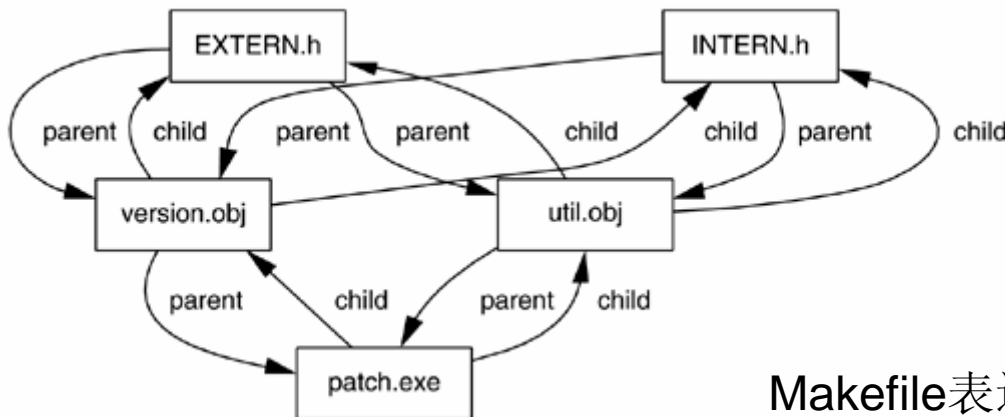 EXTERN.h
INTERN.h
parent
child
parent
parent
child
child
parent
child
version.obj
util.obj
parent
child
parent
child
patch.exe
Makefile表